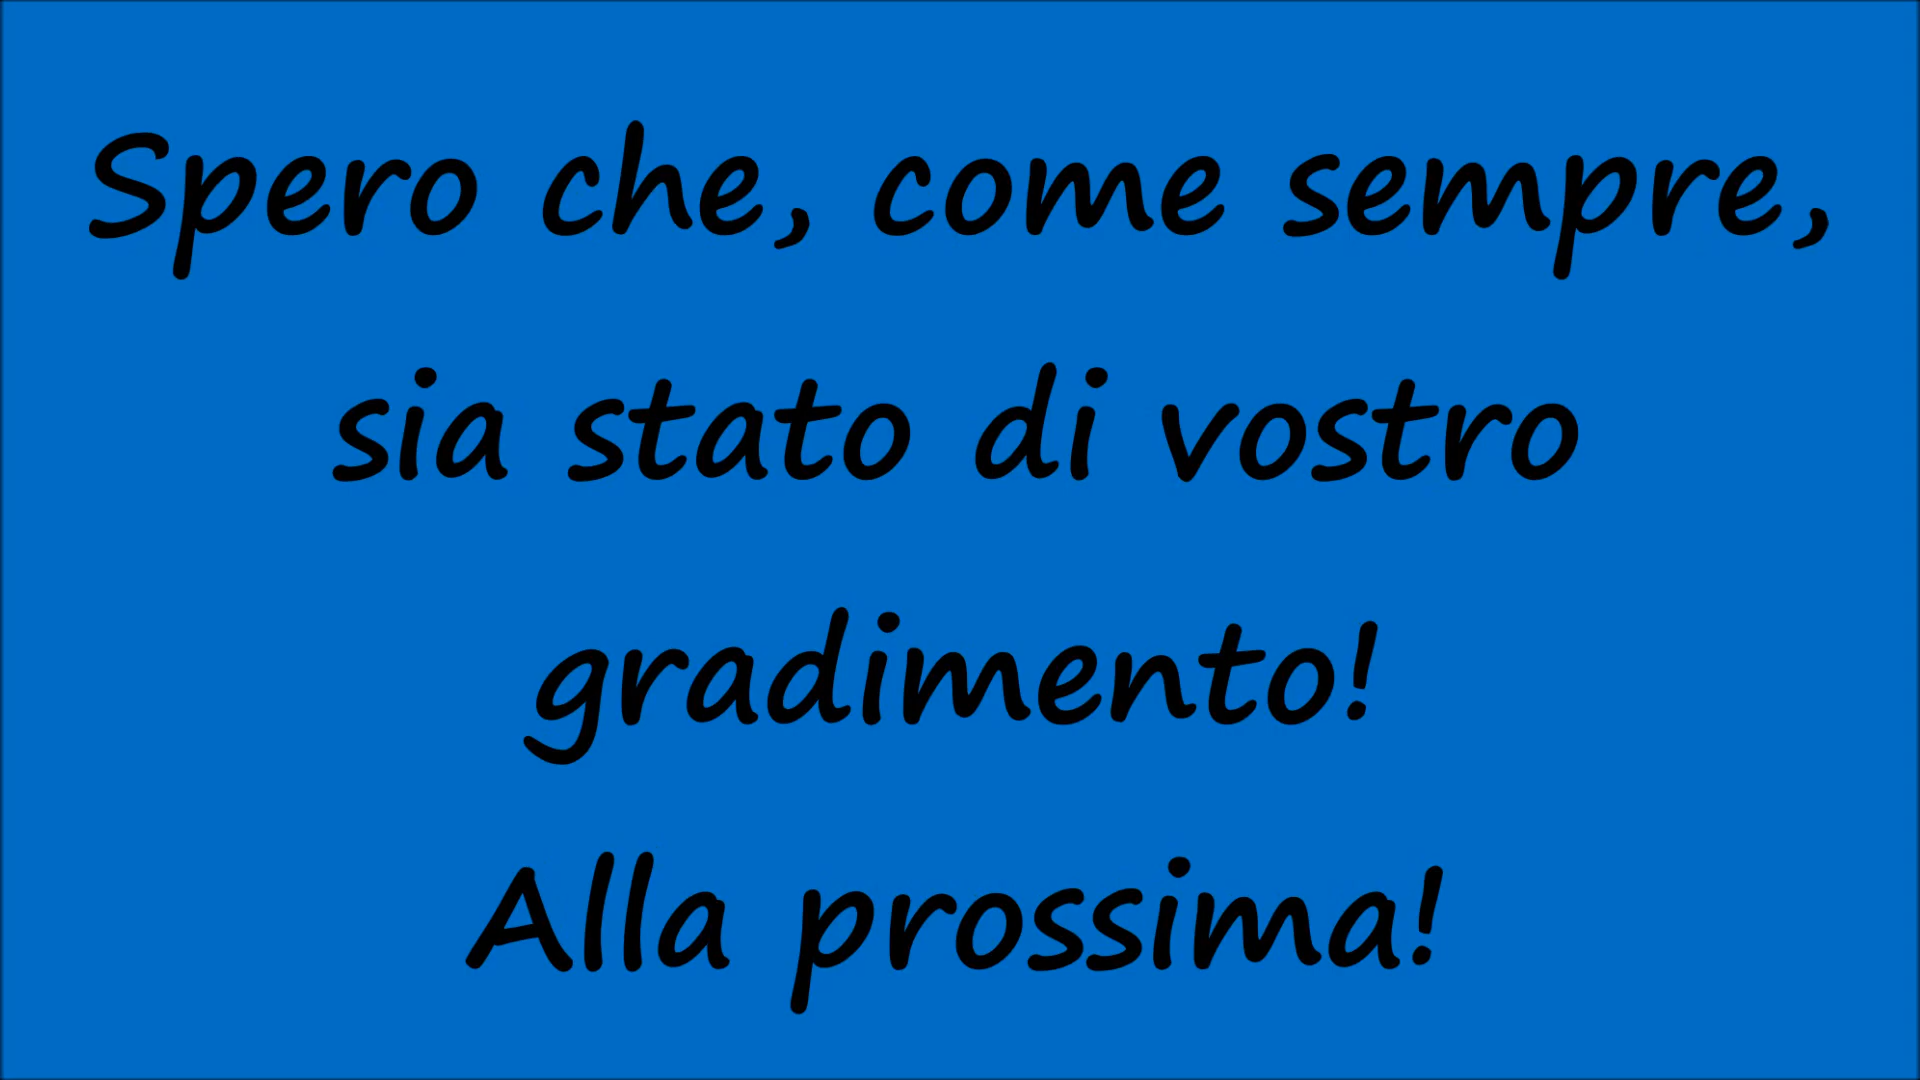 Spero che, come sempre,
sia stato di vostro
gradimento!
Alla prossima!